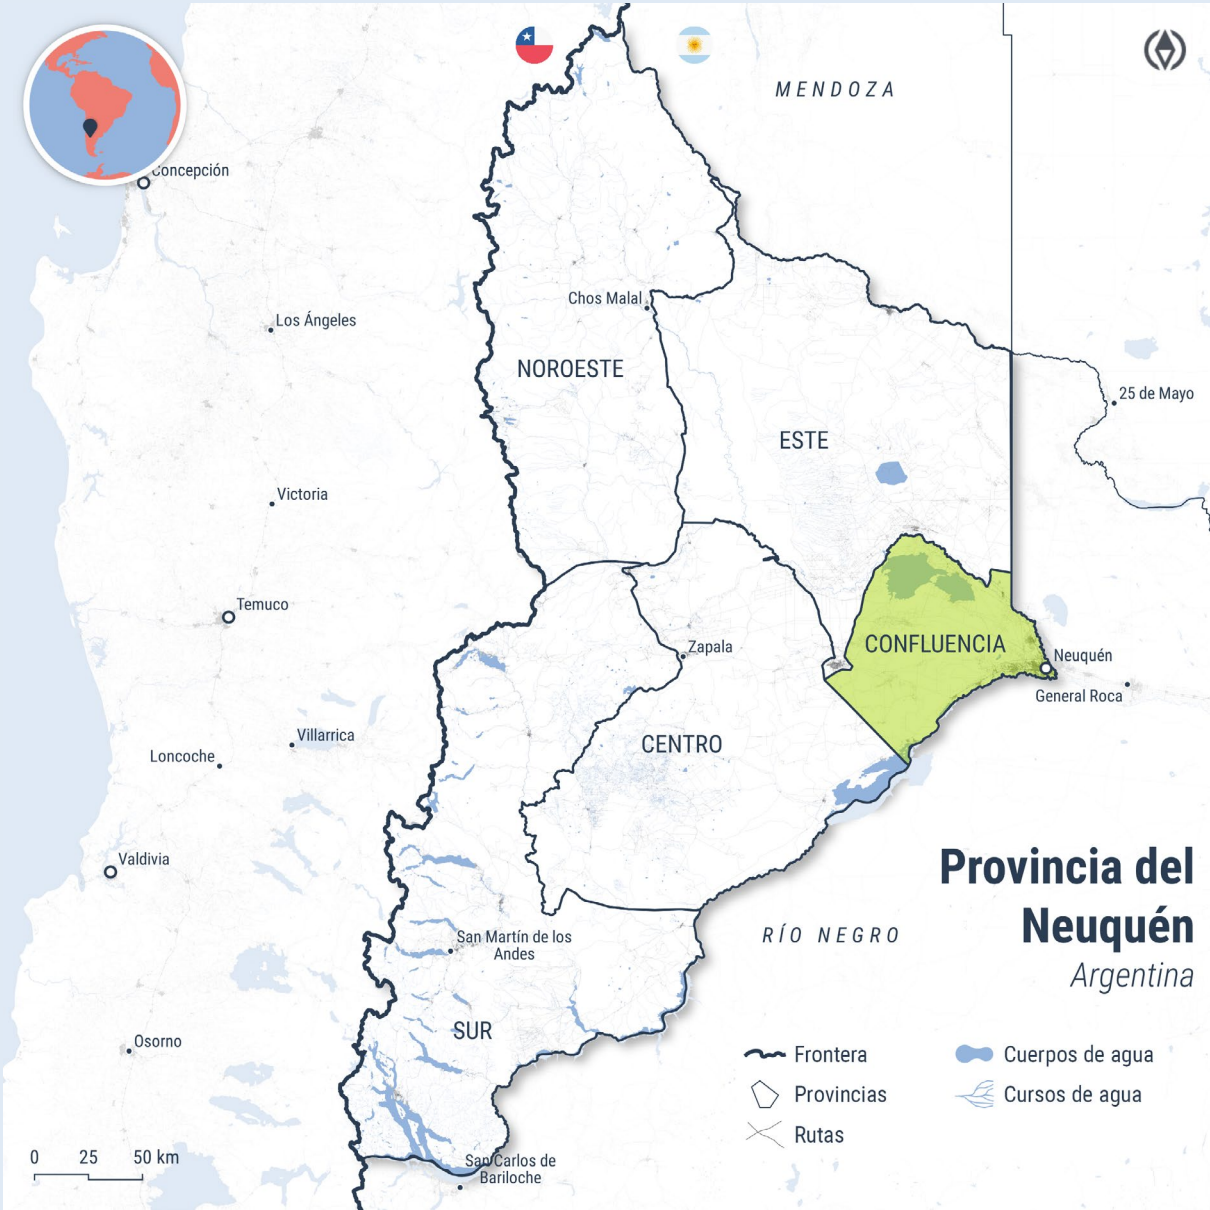 MENDOZA
Concepción
Chos Malal
Los Ángeles
NOROESTE
25 de Mayo
ESTE
Victoria
Temuco
CONFLUENCIA
Zapala
Neuquén
General Roca
Villarrica
CENTRO
Loncoche
Valdivia
Provincia del
Neuquén
Argentina
RÍO NEGRO
San Martín de los
Andes
SUR
Osorno
Frontera
Provincias
Rutas
Cuerpos de agua
Cursos de agua
0 25 50 km
San Carlos de
Bariloche